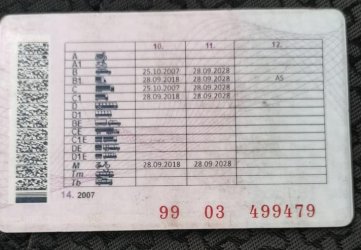 10. 11. 12.
A
A1
B 25.10.2007 28.09.2028
B1 28.09.2018 28.09.2028 AS
C 25.10.2007 28.09.2028
C1 28.09.2018 28.09.2028
D
D1
BE
CE
C1E
DE
D1E
M 28.09.2018 28.09.2028
Tm
Tb
14. 2007
99 03 499479